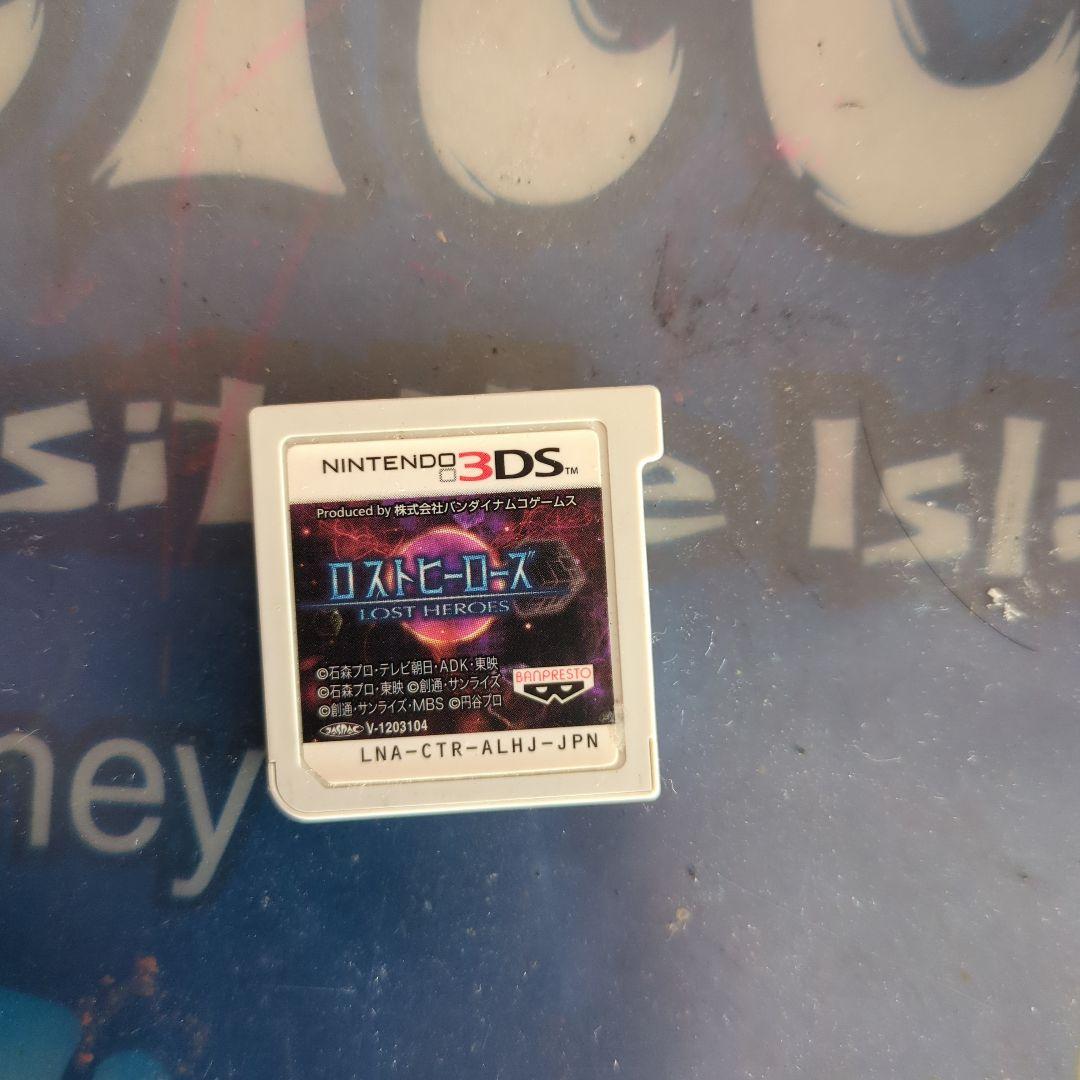 NINTENDO 3DS™
Produced by 株式会社バンダイナムコゲームス
ロストヒーローズ
LOST HEROES
©石森プロ・テレビ朝日・ADK・東映
©石森プロ・東映 ©創通・サンライズ
©創通・サンライズ・MBS ©円谷プロ
BANPRESTO
JASRAC V-1203104
LNA-CTR-ALHJ-JPN